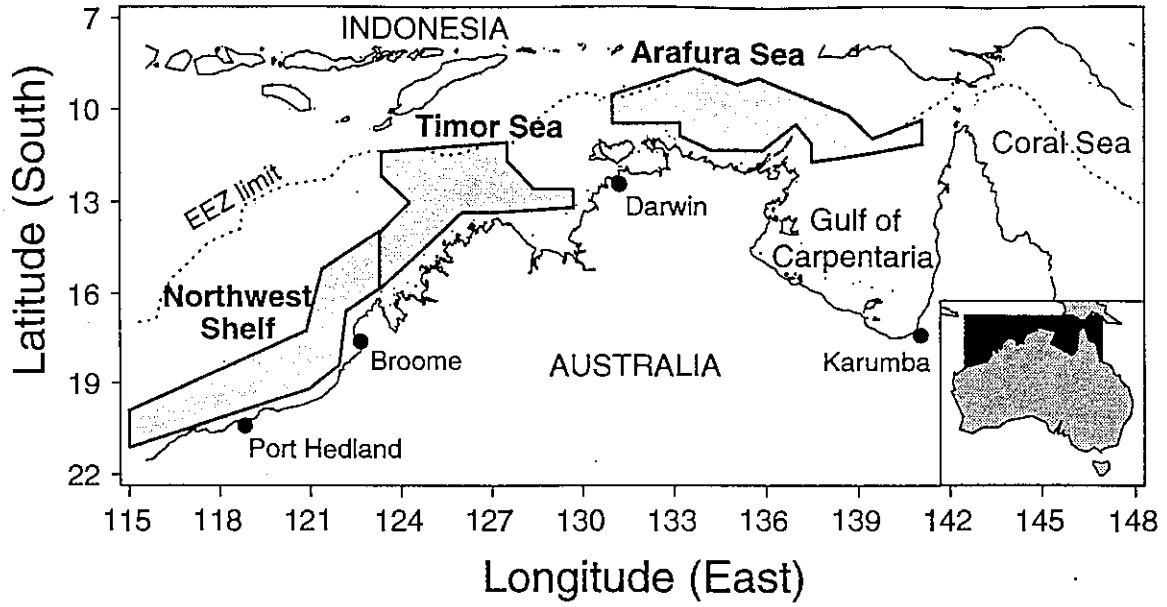 7
10
13
16
19
22
Latitude (South)
INDONESIA
Arafura Sea
Timor Sea
Coral Sea
EEZ limit
Darwin
Gulf of
Carpentaria
Northwest
Shelf
Broome
AUSTRALIA
Karumba
Port Hedland
115 118 121 124 127 130 133 136 139 142 145 148
Longitude (East)